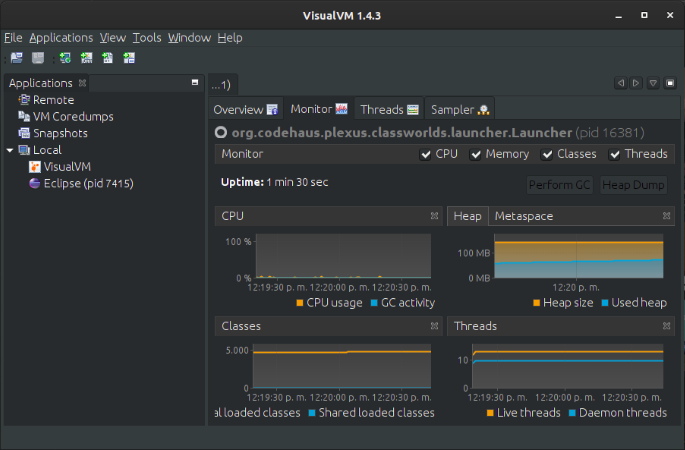 VisualVM 1.4.3
File Applications View Tools Window Help
Applications
...1)
Remote
VM Coredumps
Snapshots
Local
VisualVM
Eclipse (pid 7415)
Overview Monitor Threads Sampler
org.codehaus.plexus.classworlds.launcher.Launcher (pid 16381)
Monitor CPU Memory Classes Threads
Uptime: 1 min 30 sec Perform GC Heap Dump
CPU
100 %
0 %
12:19:30 p. m. 12:20:00 p. m. 12:20:30 p. m.
CPU usage GC activity
Heap Metaspace
100 MB
0 MB
12:20 p. m.
Heap size Used heap
Classes
5.000
0
12:19:30 p. m. 12:20:00 p. m. 12:20:30 p. m.
al loaded classes Shared loaded classes
Threads
10
0
12:19:30 p. m. 12:20:00 p. m. 12:20:30 p. m.
Live threads Daemon threads